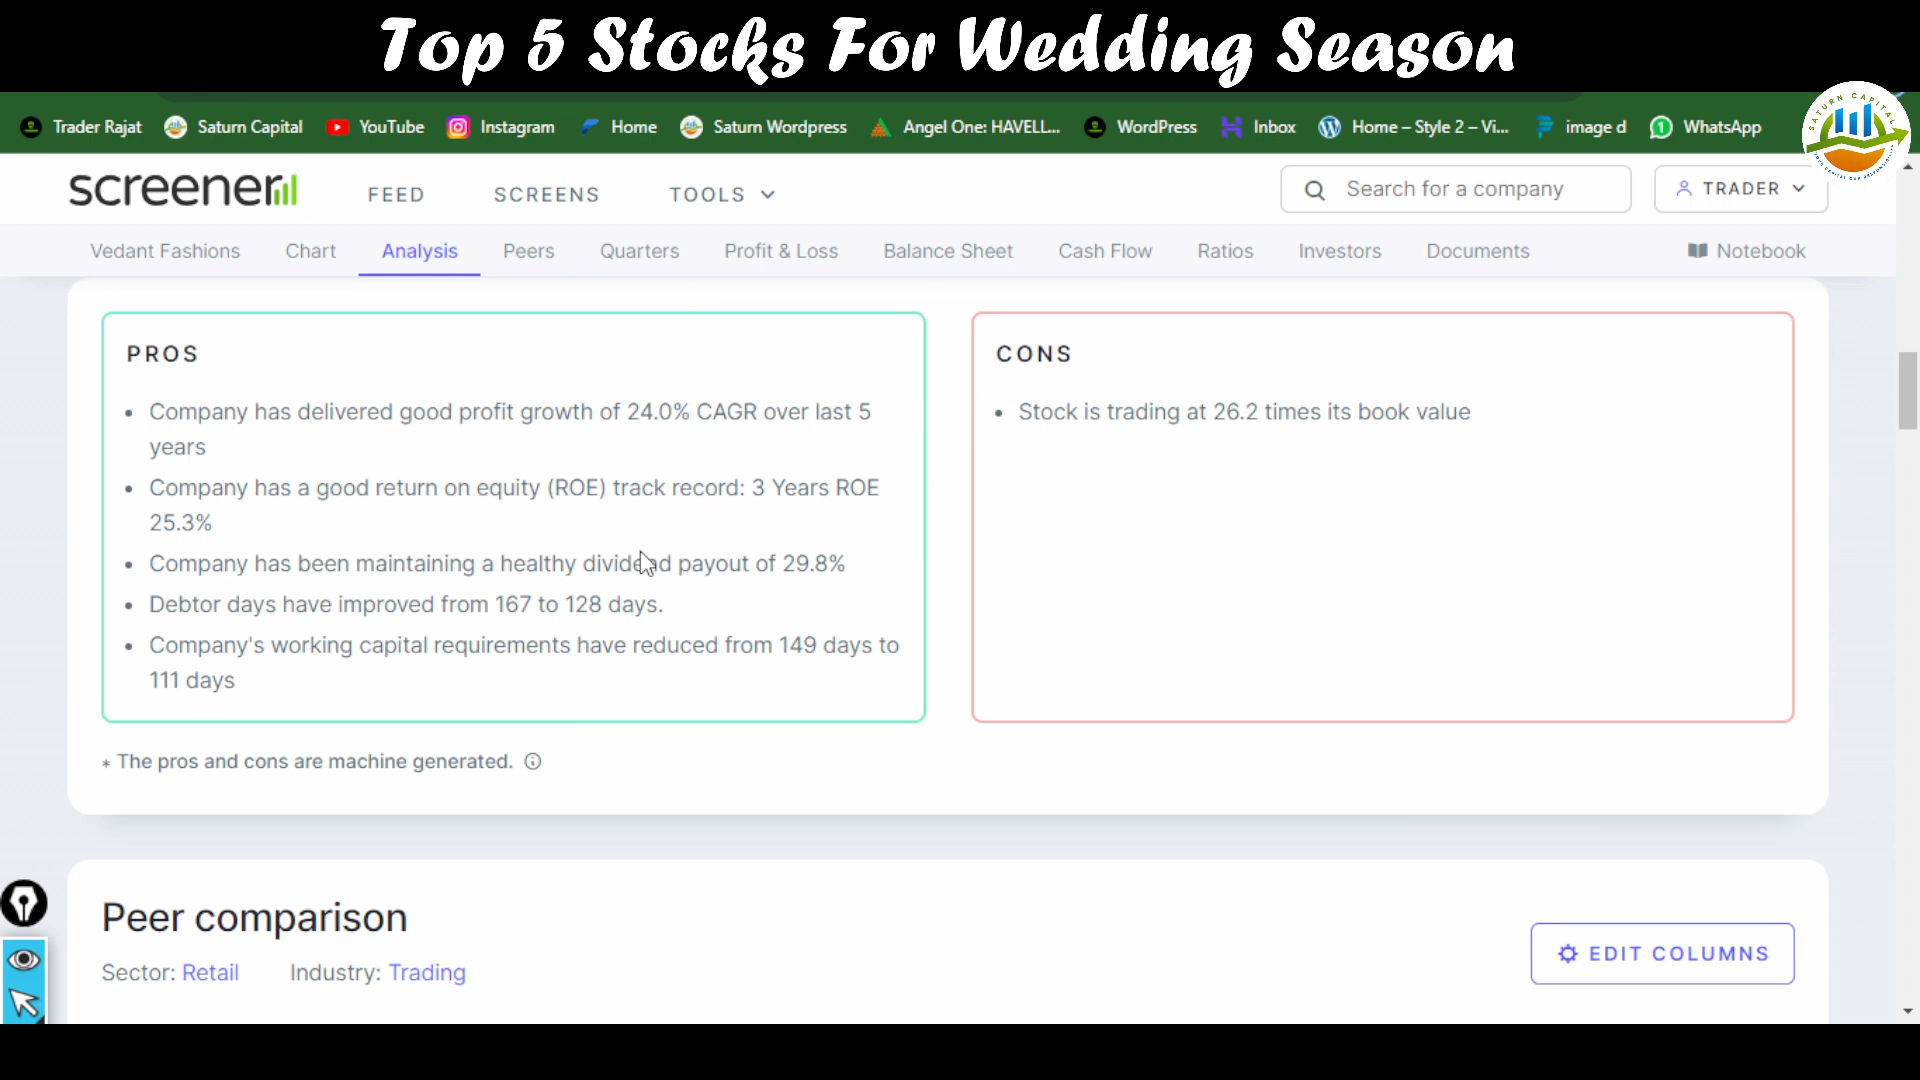 Top 5 Stocks For Wedding Season
Trader Rajat Saturn Capital YouTube Instagram Home Saturn Wordpress Angel One: HAVELL... WordPress Inbox Home – Style 2 – Vi... image d 1 WhatsApp
SATURN CAPITAL
screener FEED SCREENS TOOLS Search for a company TRADER
Vedant Fashions Chart Analysis Peers Quarters Profit & Loss Balance Sheet Cash Flow Ratios Investors Documents Notebook
PROS
• Company has delivered good profit growth of 24.0% CAGR over last 5
years
• Company has a good return on equity (ROE) track record: 3 Years ROE
25.3%
• Company has been maintaining a healthy dividend payout of 29.8%
• Debtor days have improved from 167 to 128 days.
• Company's working capital requirements have reduced from 149 days to
111 days
CONS
• Stock is trading at 26.2 times its book value
* The pros and cons are machine generated.
Peer comparison
Sector: Retail Industry: Trading
EDIT COLUMNS